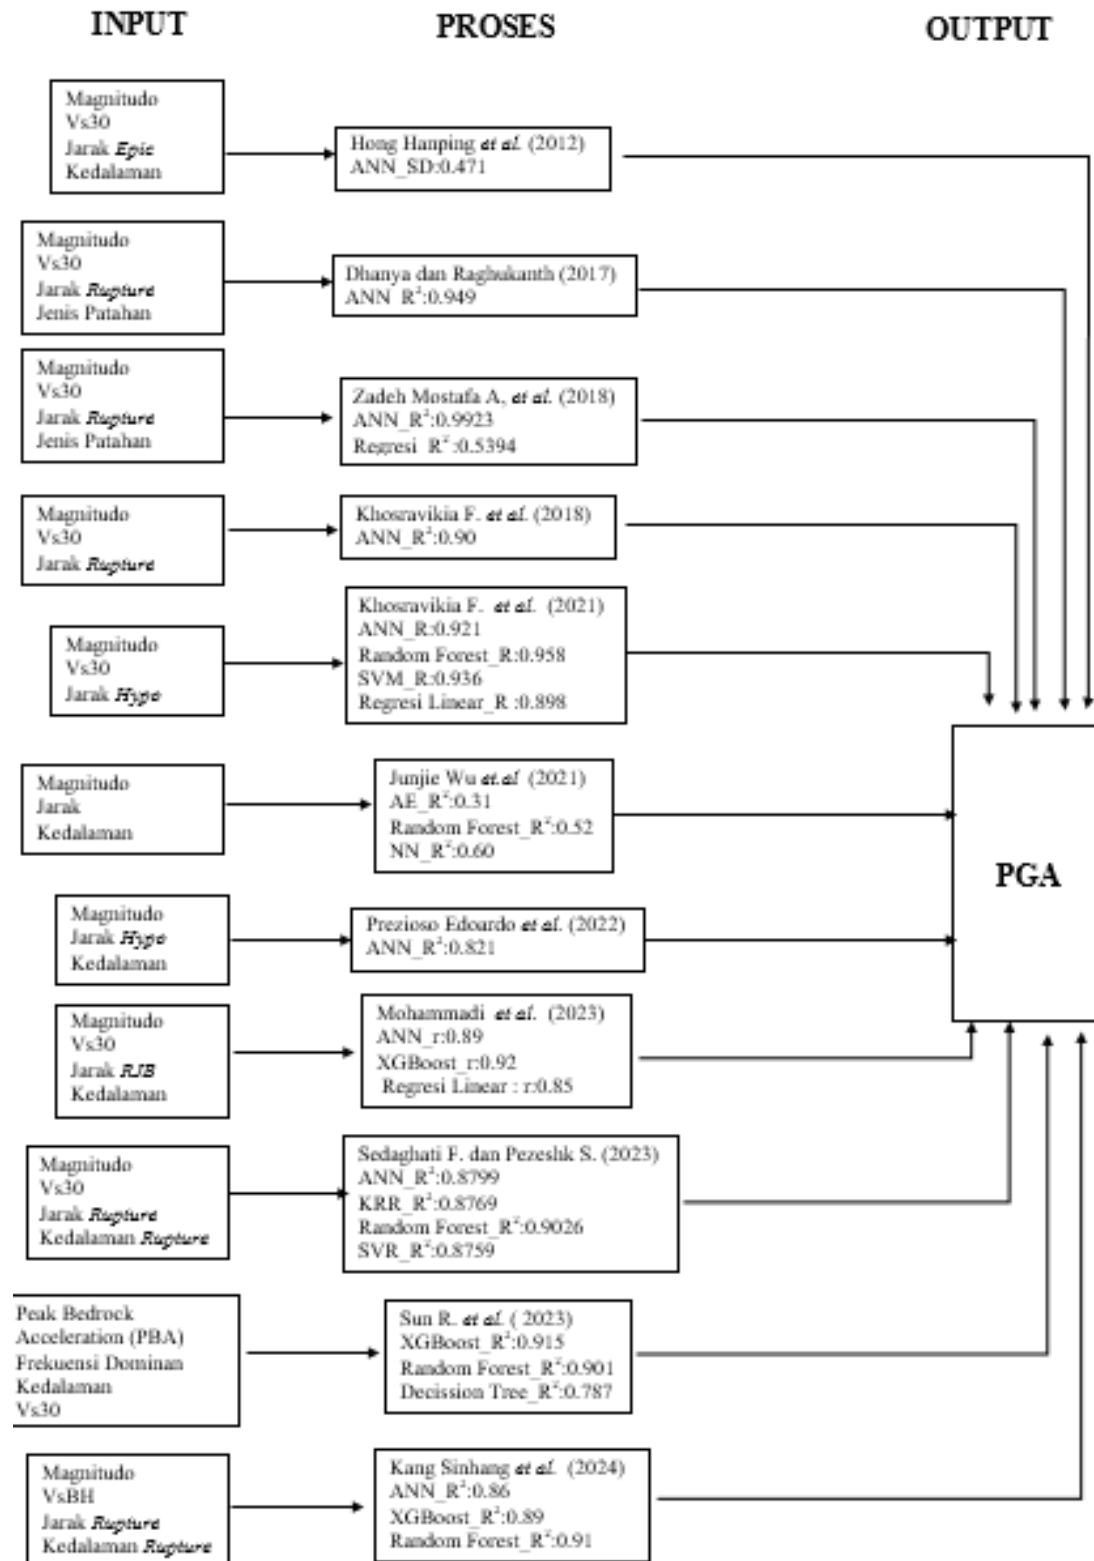 INPUT
PROSES
OUTPUT
Magnitudo
Vs30
Jarak Epic
Kedalaman
Hong Hanping et al. (2012)
ANN_SD:0.471
Magnitudo
Vs30
Jarak Rupture
Jenis Patahan
Dhanya dan Raghukanth (2017)
ANN_R²:0.949
Magnitudo
Vs30
Jarak Rupture
Jenis Patahan
Zadeh Mostafa A, et al. (2018)
ANN_R²:0.9923
Regresi_R²:0.5394
Magnitudo
Vs30
Jarak Rupture
Khosravikia F. et al. (2018)
ANN_R²:0.90
Magnitudo
Vs30
Jarak Hypo
Khosravikia F. et al. (2021)
ANN_R:0.921
Random Forest_R:0.958
SVM_R:0.936
Regresi Linear_R :0.898
Magnitudo
Jarak
Kedalaman
Junjie Wu et.al (2021)
AE_R²:0.31
Random Forest_R²:0.52
NN_R²:0.60
PGA
Magnitudo
Jarak Hypo
Kedalaman
Prezioso Edoardo et al. (2022)
ANN_R²:0.821
Magnitudo
Vs30
Jarak RJB
Kedalaman
Mohammadi et al. (2023)
ANN_r:0.89
XGBoost_r:0.92
Regresi Linear : r:0.85
Magnitudo
Vs30
Jarak Rupture
Kedalaman Rupture
Sedaghati F. dan Pezeshk S. (2023)
ANN_R²:0.8799
KRR_R²:0.8769
Random Forest_R²:0.9026
SVR_R²:0.8759
Peak Bedrock
Acceleration (PBA)
Frekuensi Dominan
Kedalaman
Vs30
Sun R. et al. ( 2023)
XGBoost_R²:0.915
Random Forest_R²:0.901
Decission Tree_R²:0.787
Magnitudo
VsBH
Jarak Rupture
Kedalaman Rupture
Kang Sinhang et al. (2024)
ANN_R²:0.86
XGBoost_R²:0.89
Random Forest_R²:0.91